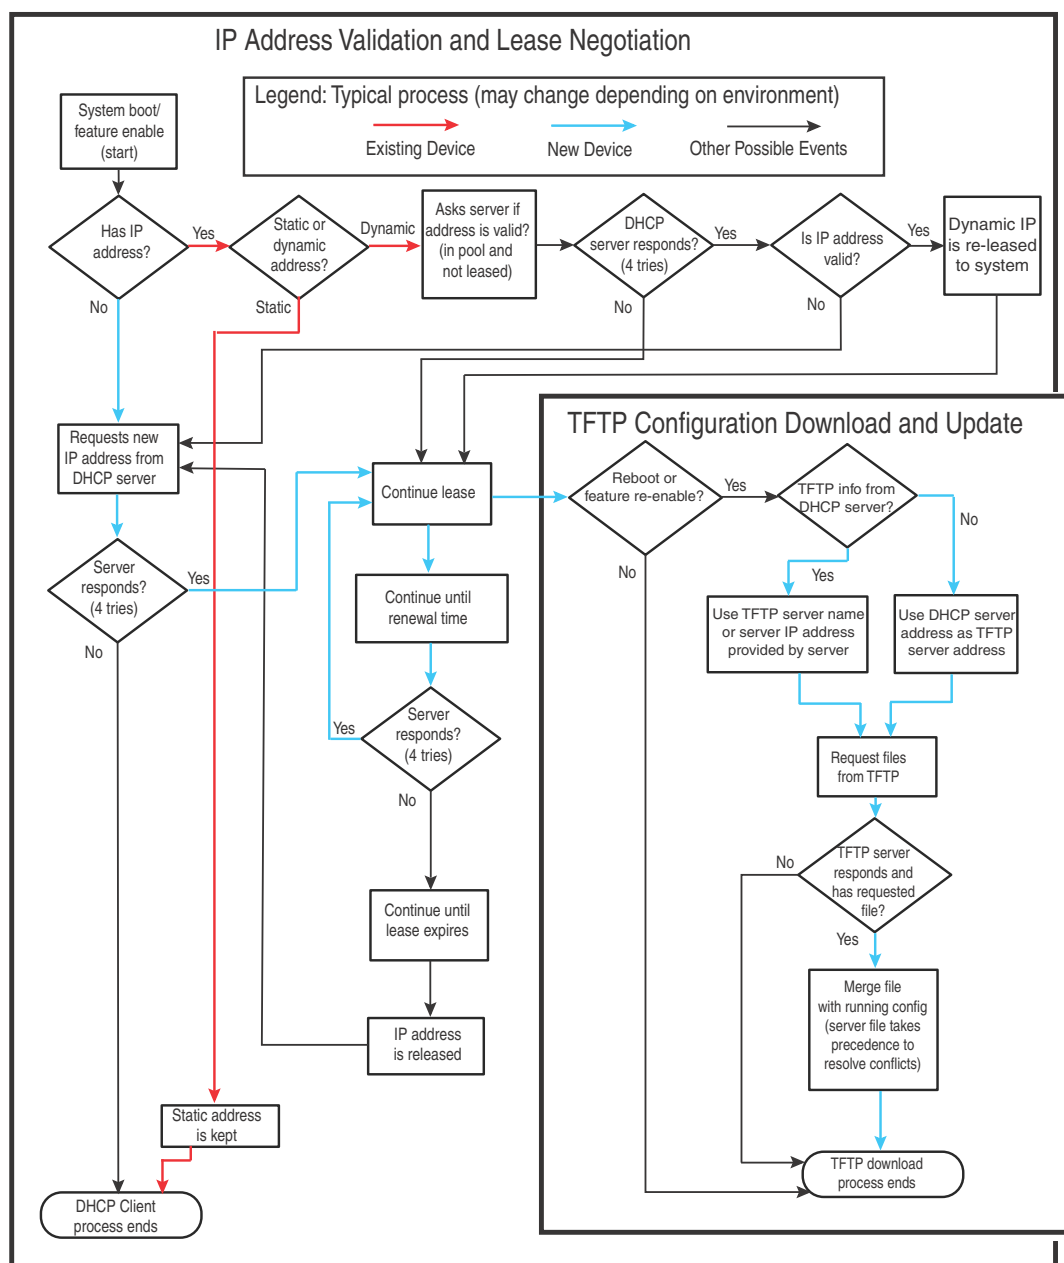 IP Address Validation and Lease Negotiation
Legend: Typical process (may change depending on environment)
Existing Device
New Device
Other Possible Events
System boot/
feature enable
(start)
Has IP
address?
Yes
No
Static or
dynamic
address?
Dynamic
Static
Asks server if
address is valid?
(in pool and
not leased)
DHCP
server responds?
(4 tries)
Yes
No
Is IP address
valid?
Yes
No
Dynamic IP
is re-leased
to system
Requests new
IP address from
DHCP server
Server
responds?
(4 tries)
Yes
No
Continue lease
Continue until
renewal time
Server
responds?
(4 tries)
Yes
No
Continue until
lease expires
IP address
is released
Static address
is kept
DHCP Client
process ends
TFTP Configuration Download and Update
Reboot or
feature re-enable?
Yes
No
TFTP info from
DHCP server?
No
Yes
Use TFTP server name
or server IP address
provided by server
Use DHCP server
address as TFTP
server address
Request files
from TFTP
TFTP server
responds and
has requested
file?
No
Yes
Merge file
with running config
(server file takes
precedence to
resolve conflicts)
TFTP download
process ends